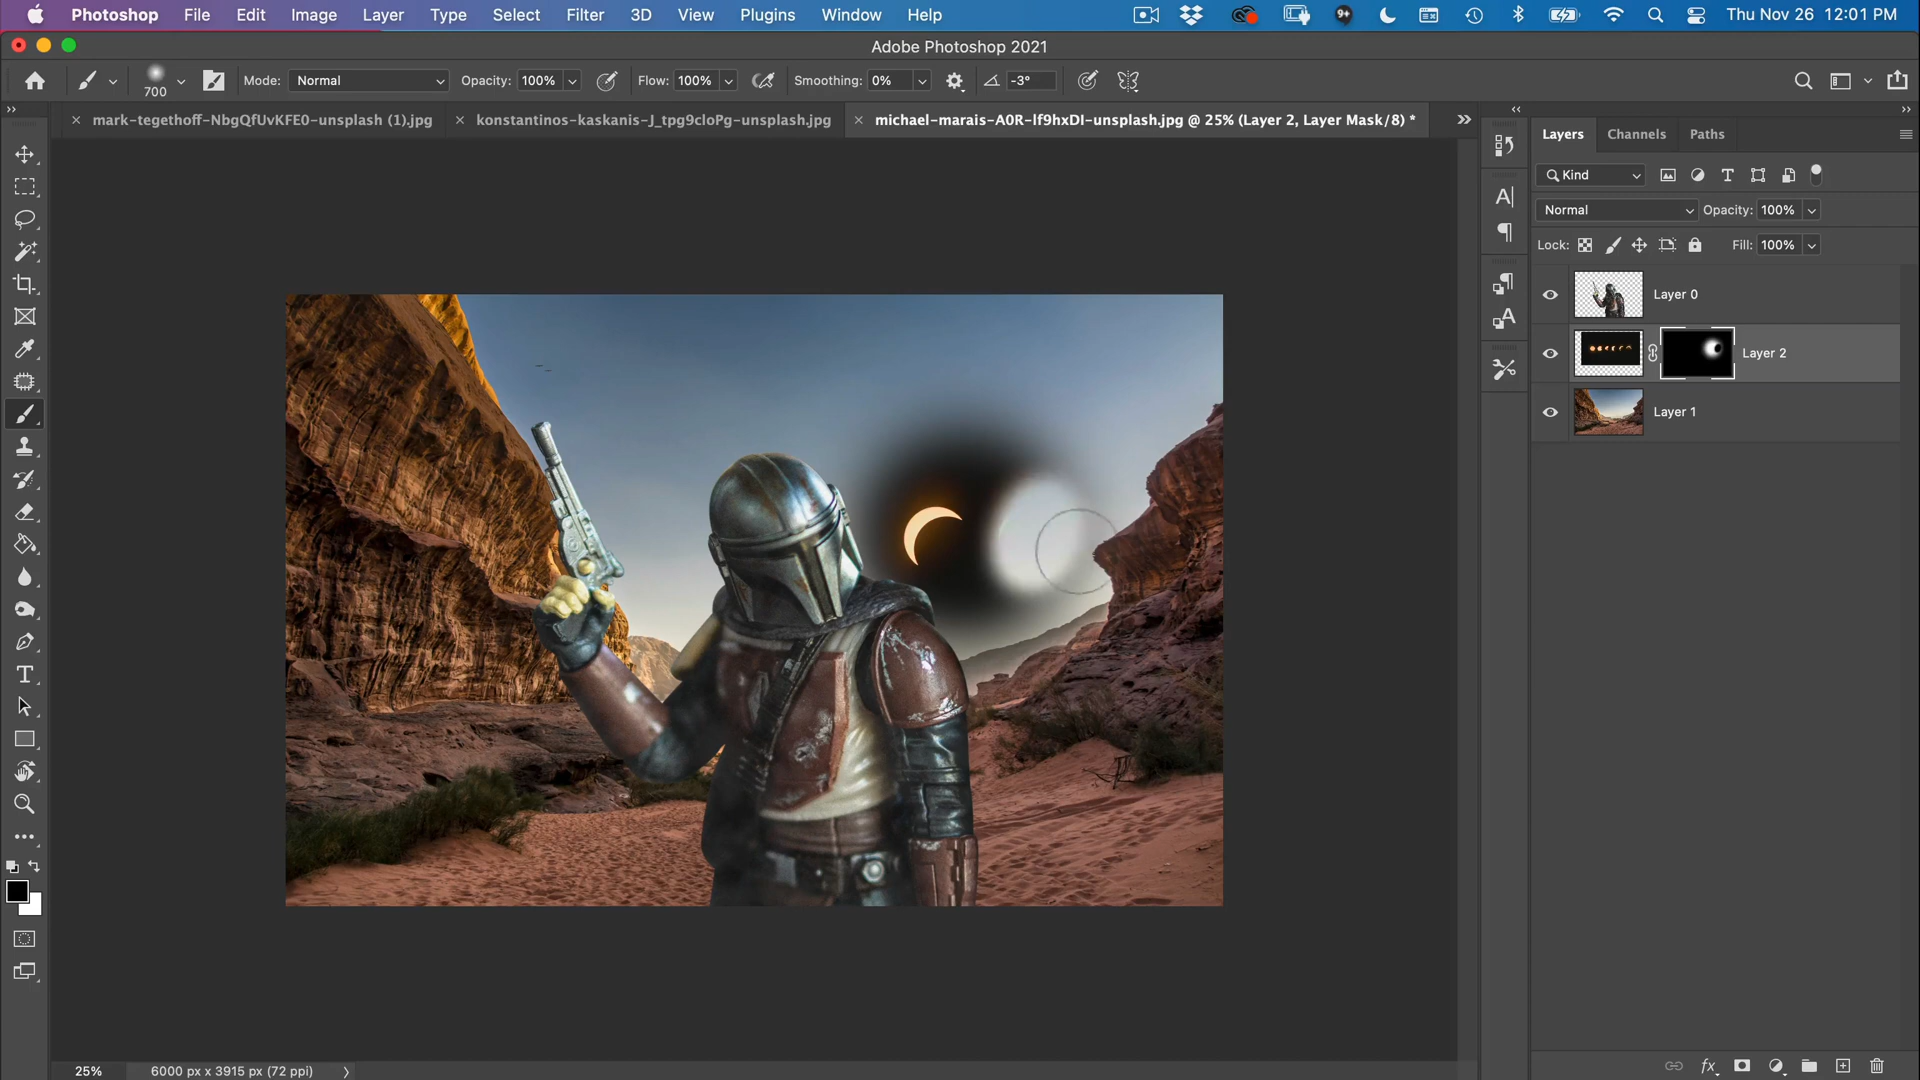 Photoshop File Edit Image Layer Type Select Filter 3D View Plugins Window Help 9+ Thu Nov 26 12:01 PM
Adobe Photoshop 2021
700 Mode: Normal Opacity: 100% Flow: 100% Smoothing: 0% -3°
mark-tegethoff-NbgQfUvKFE0-unsplash (1).jpg konstantinos-kaskanis-J_tpg9cloPg-unsplash.jpg michael-marais-A0R-lf9hxDI-unsplash.jpg @ 25% (Layer 2, Layer Mask/8) *
Layers Channels Paths
Kind
Normal Opacity: 100%
Lock: Fill: 100%
Layer 0
Layer 2
Layer 1
25% 6000 px x 3915 px (72 ppi)